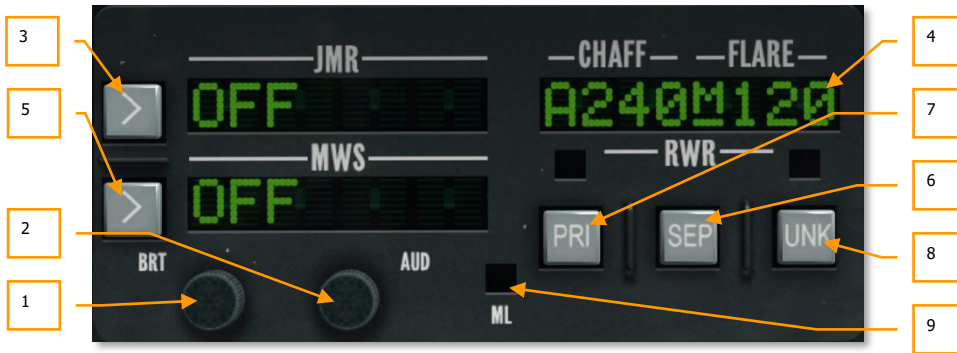 3
4
JMR
CHAFF FLARE
OFF
A240M120
5
7
MWS
RWR
OFF
6
2
PRI
SEP
UNK
BRT
AUD
8
1
ML
9